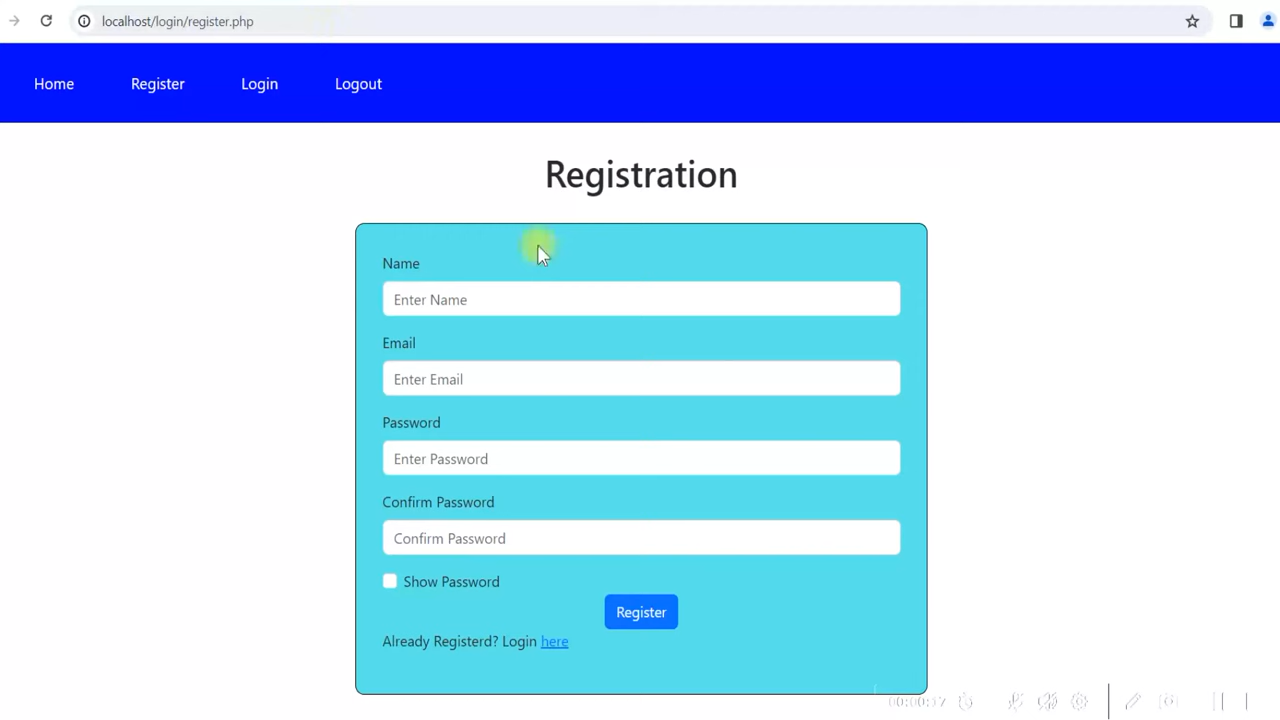 localhost/login/register.php
Home Register Login Logout
Registration
Name
Enter Name
Email
Enter Email
Password
Enter Password
Confirm Password
Confirm Password
Show Password
Register
Already Registerd? Login here